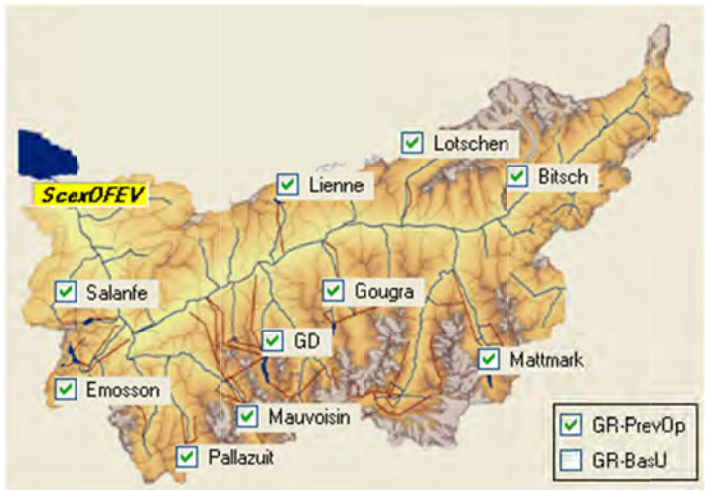 Lotschen
Bitsch
Lienne
ScexOFEV
Salanfe
Gougra
GD
Mattmark
Emosson
Mauvoisin
Pallazuit
GR-PrevOp
GR-BasU